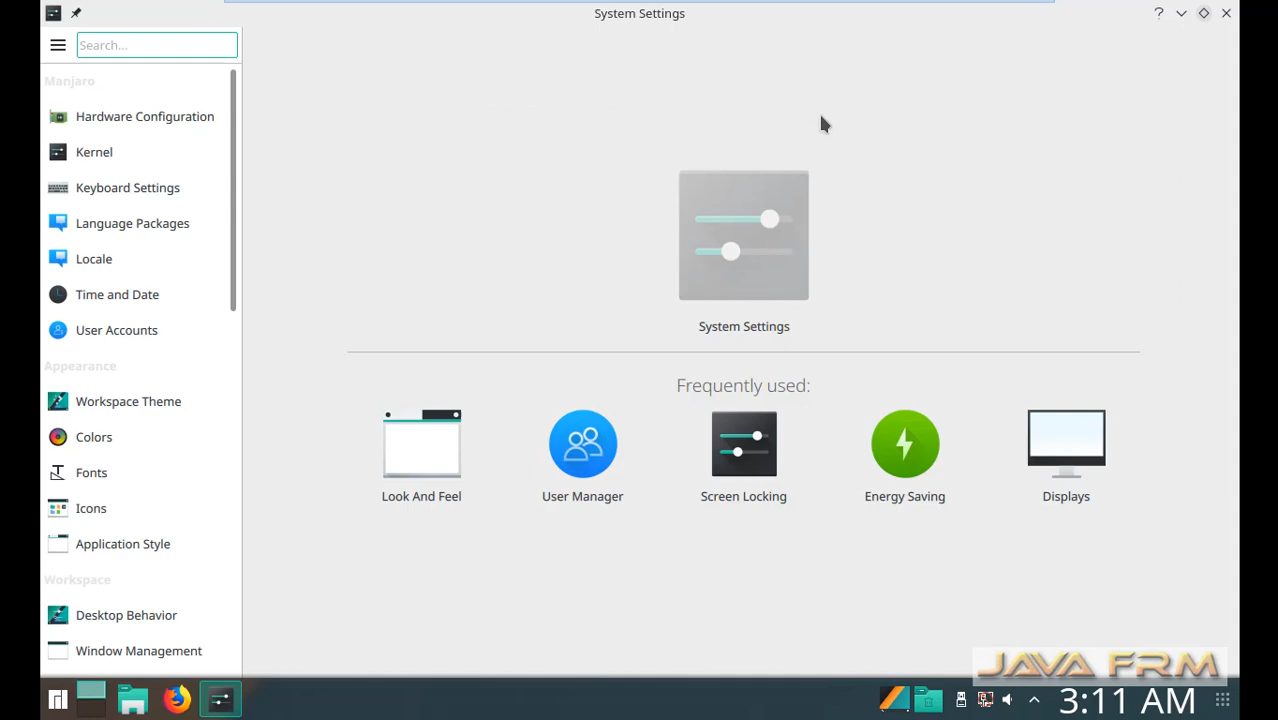 System Settings
?
Search...
Manjaro
Hardware Configuration
Kernel
Keyboard Settings
Language Packages
Locale
Time and Date
User Accounts
Appearance
Workspace Theme
Colors
Fonts
Icons
Application Style
Workspace
Desktop Behavior
Window Management
System Settings
Frequently used:
Look And Feel
User Manager
Screen Locking
Energy Saving
Displays
JAVA FRM
3:11 AM